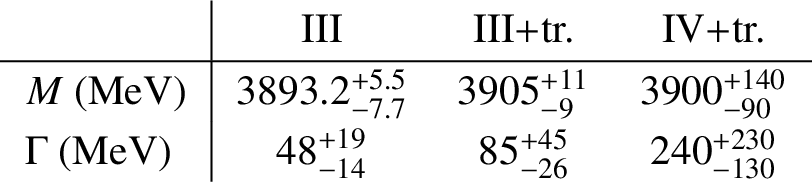 III III+tr. IV+tr.
M (MeV) 3893.2^{+5.5}_{−7.7} 3905^{+11}_{−9} 3900^{+140}_{−90}
Γ (MeV) 48^{+19}_{−14} 85^{+45}_{−26} 240^{+230}_{−130}